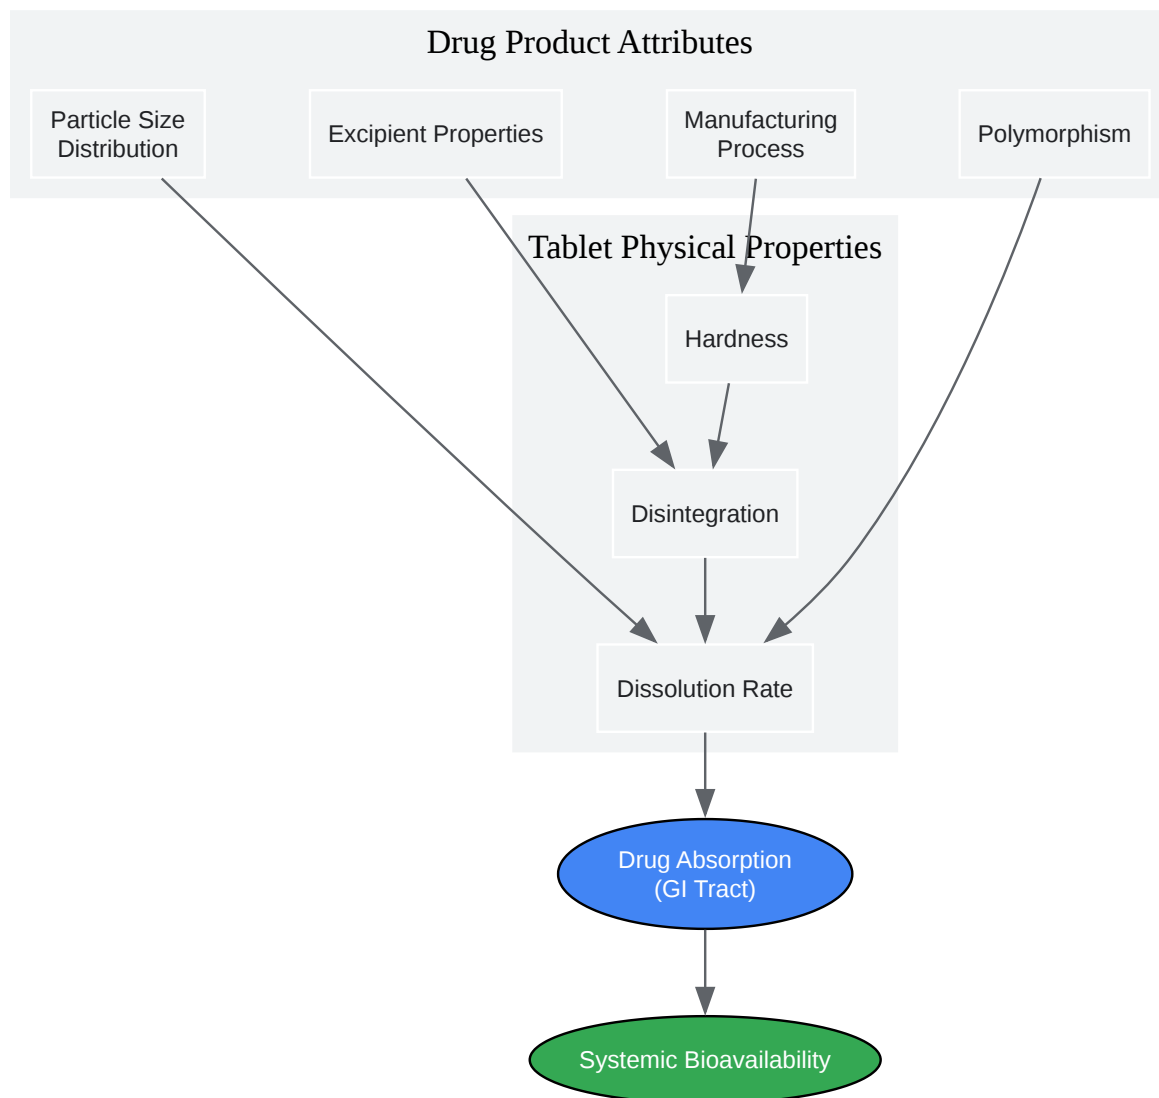 Drug Product Attributes
Particle Size
Distribution
Excipient Properties
Manufacturing
Process
Polymorphism
Tablet Physical Properties
Hardness
Disintegration
Dissolution Rate
Drug Absorption
(GI Tract)
Systemic Bioavailability